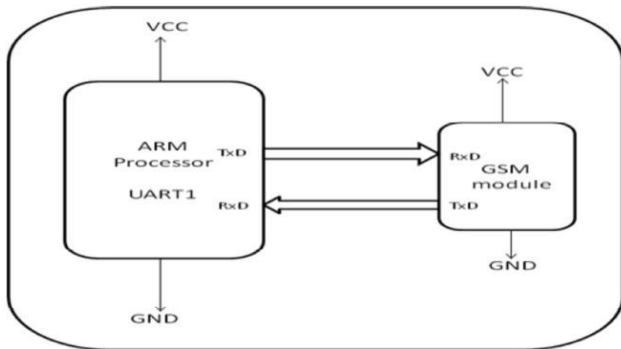 VCC
VCC
ARM
Processor
UART1
TxD
RxD
RxD
GSM
module
TxD
GND
GND